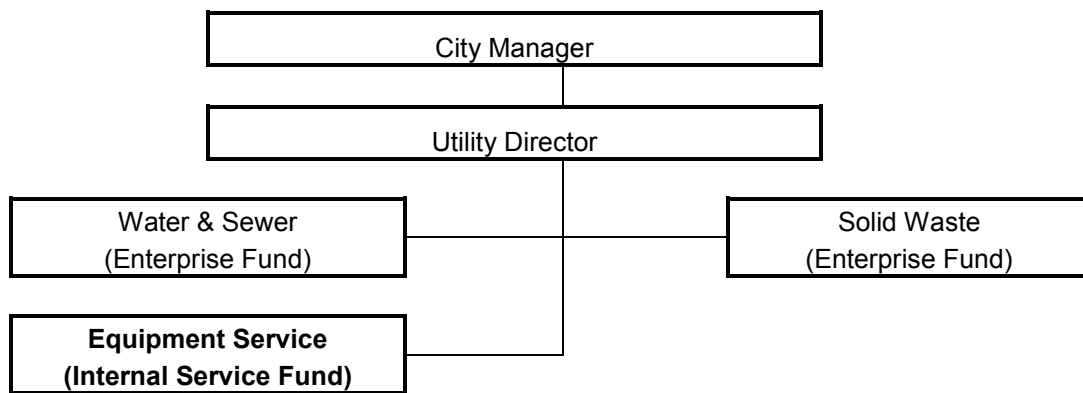 City Manager
Utility Director
Water & Sewer
(Enterprise Fund)
Solid Waste
(Enterprise Fund)
Equipment Service
(Internal Service Fund)